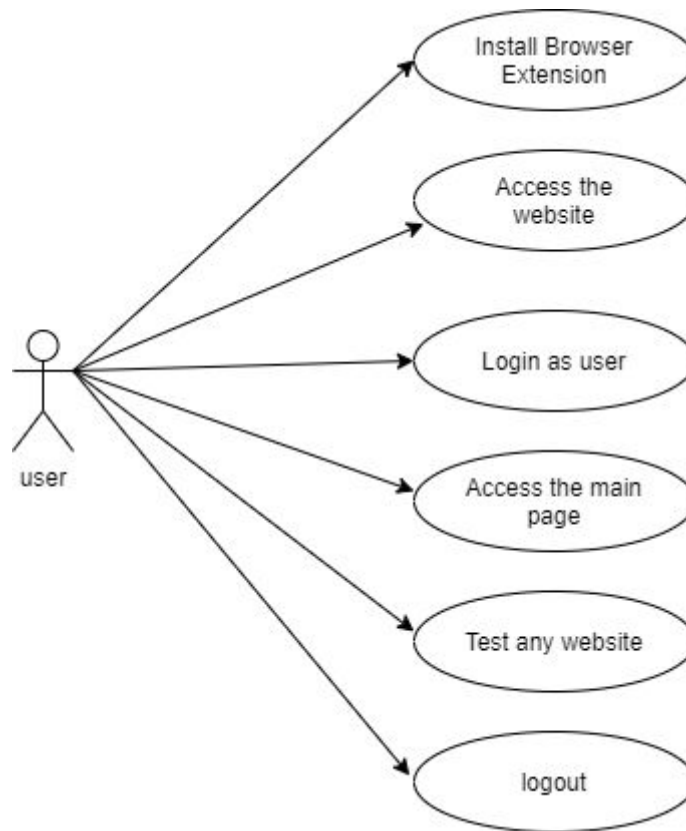 Install Browser
Extension
Access the
website
Login as user
user
Access the main
page
Test any website
logout